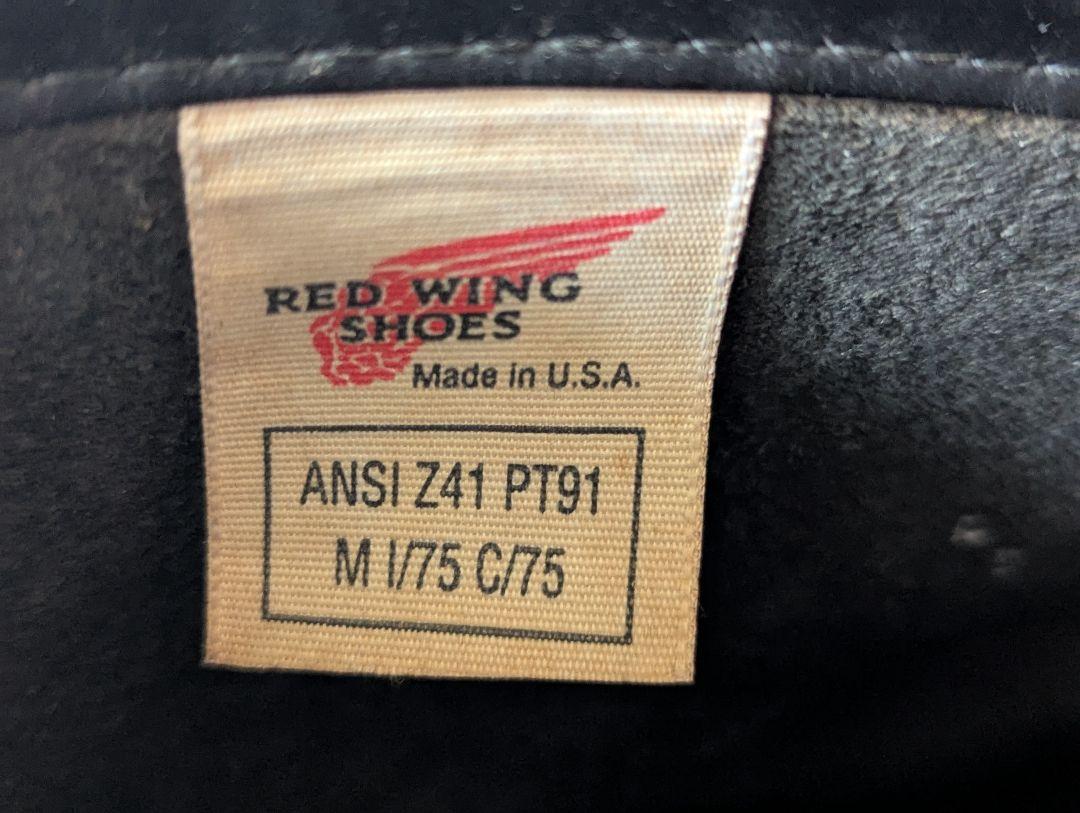 RED WING
SHOES
Made in U.S.A.
ANSI Z41 PT91
M I/75 C/75